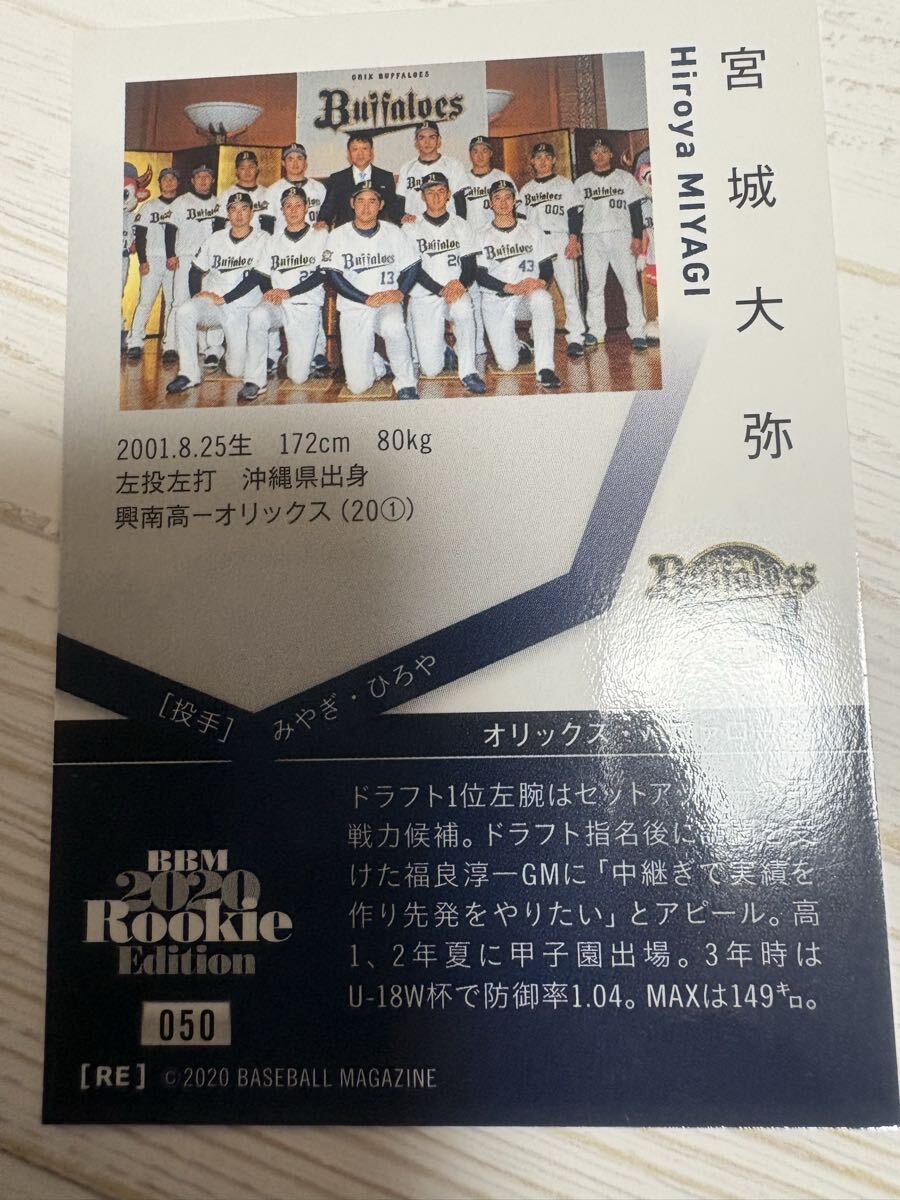 宮城大弥
Hiroya MIYAGI
ORIX BUFFALOES
Buffaloes
2001.8.25生 172cm 80kg
左投左打 沖縄県出身
興南高ーオリックス（20①）
Buffaloes
[投手] みやぎ・ひろや
オリックス・
ドラフト1位左腕はセットアッ
戦力候補。ドラフト指名後に
けた福良淳一GMに「中継ぎで実績を
作り先発をやりたい」とアピール。高
1、2年夏に甲子園出場。3年時は
U-18W杯で防御率1.04。MAXは149㌔。
BBM
2020
Rookie
Edition
050
[RE] ©2020 BASEBALL MAGAZINE